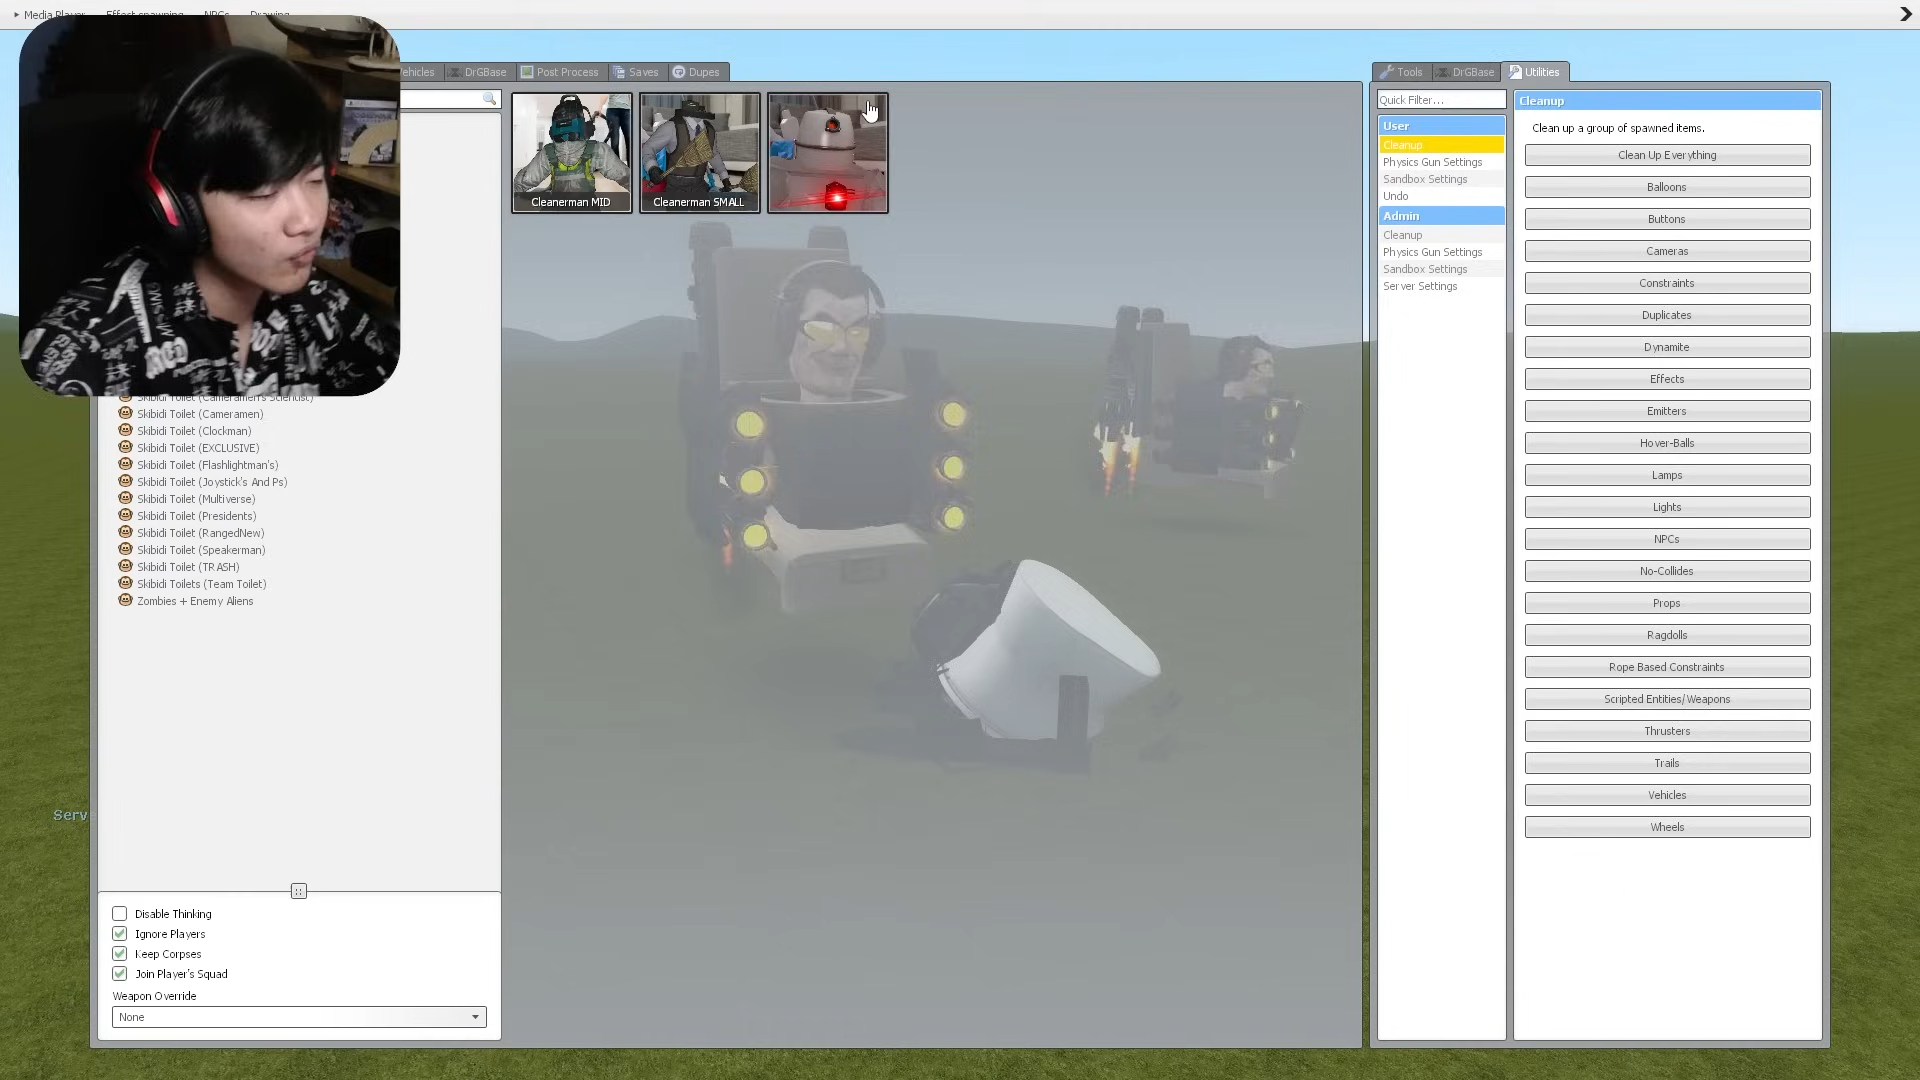 Media Player Effect spawning NPCs Drawing
Vehicles DrGBase Post Process Saves Dupes
Tools DrGBase Utilities
Quick Filter...
User
Cleanup
Physics Gun Settings
Sandbox Settings
Undo
Admin
Cleanup
Physics Gun Settings
Sandbox Settings
Server Settings
Cleanup
Clean up a group of spawned items.
Clean Up Everything
Balloons
Buttons
Cameras
Constraints
Duplicates
Dynamite
Effects
Emitters
Hover-Balls
Lamps
Lights
NPCs
No-Collides
Props
Ragdolls
Rope Based Constraints
Scripted Entities/Weapons
Thrusters
Trails
Vehicles
Wheels
Cleanerman MID
Cleanerman SMALL
Skibidi Toilet (Cameramen's Scientist)
Skibidi Toilet (Cameramen)
Skibidi Toilet (Clockman)
Skibidi Toilet (EXCLUSIVE)
Skibidi Toilet (Flashlightman's)
Skibidi Toilet (Joystick's And Ps)
Skibidi Toilet (Multiverse)
Skibidi Toilet (Presidents)
Skibidi Toilet (RangedNew)
Skibidi Toilet (Speakerman)
Skibidi Toilet (TRASH)
Skibidi Toilets (Team Toilet)
Zombies + Enemy Aliens
Serv
Disable Thinking
Ignore Players
Keep Corpses
Join Player's Squad
Weapon Override
None